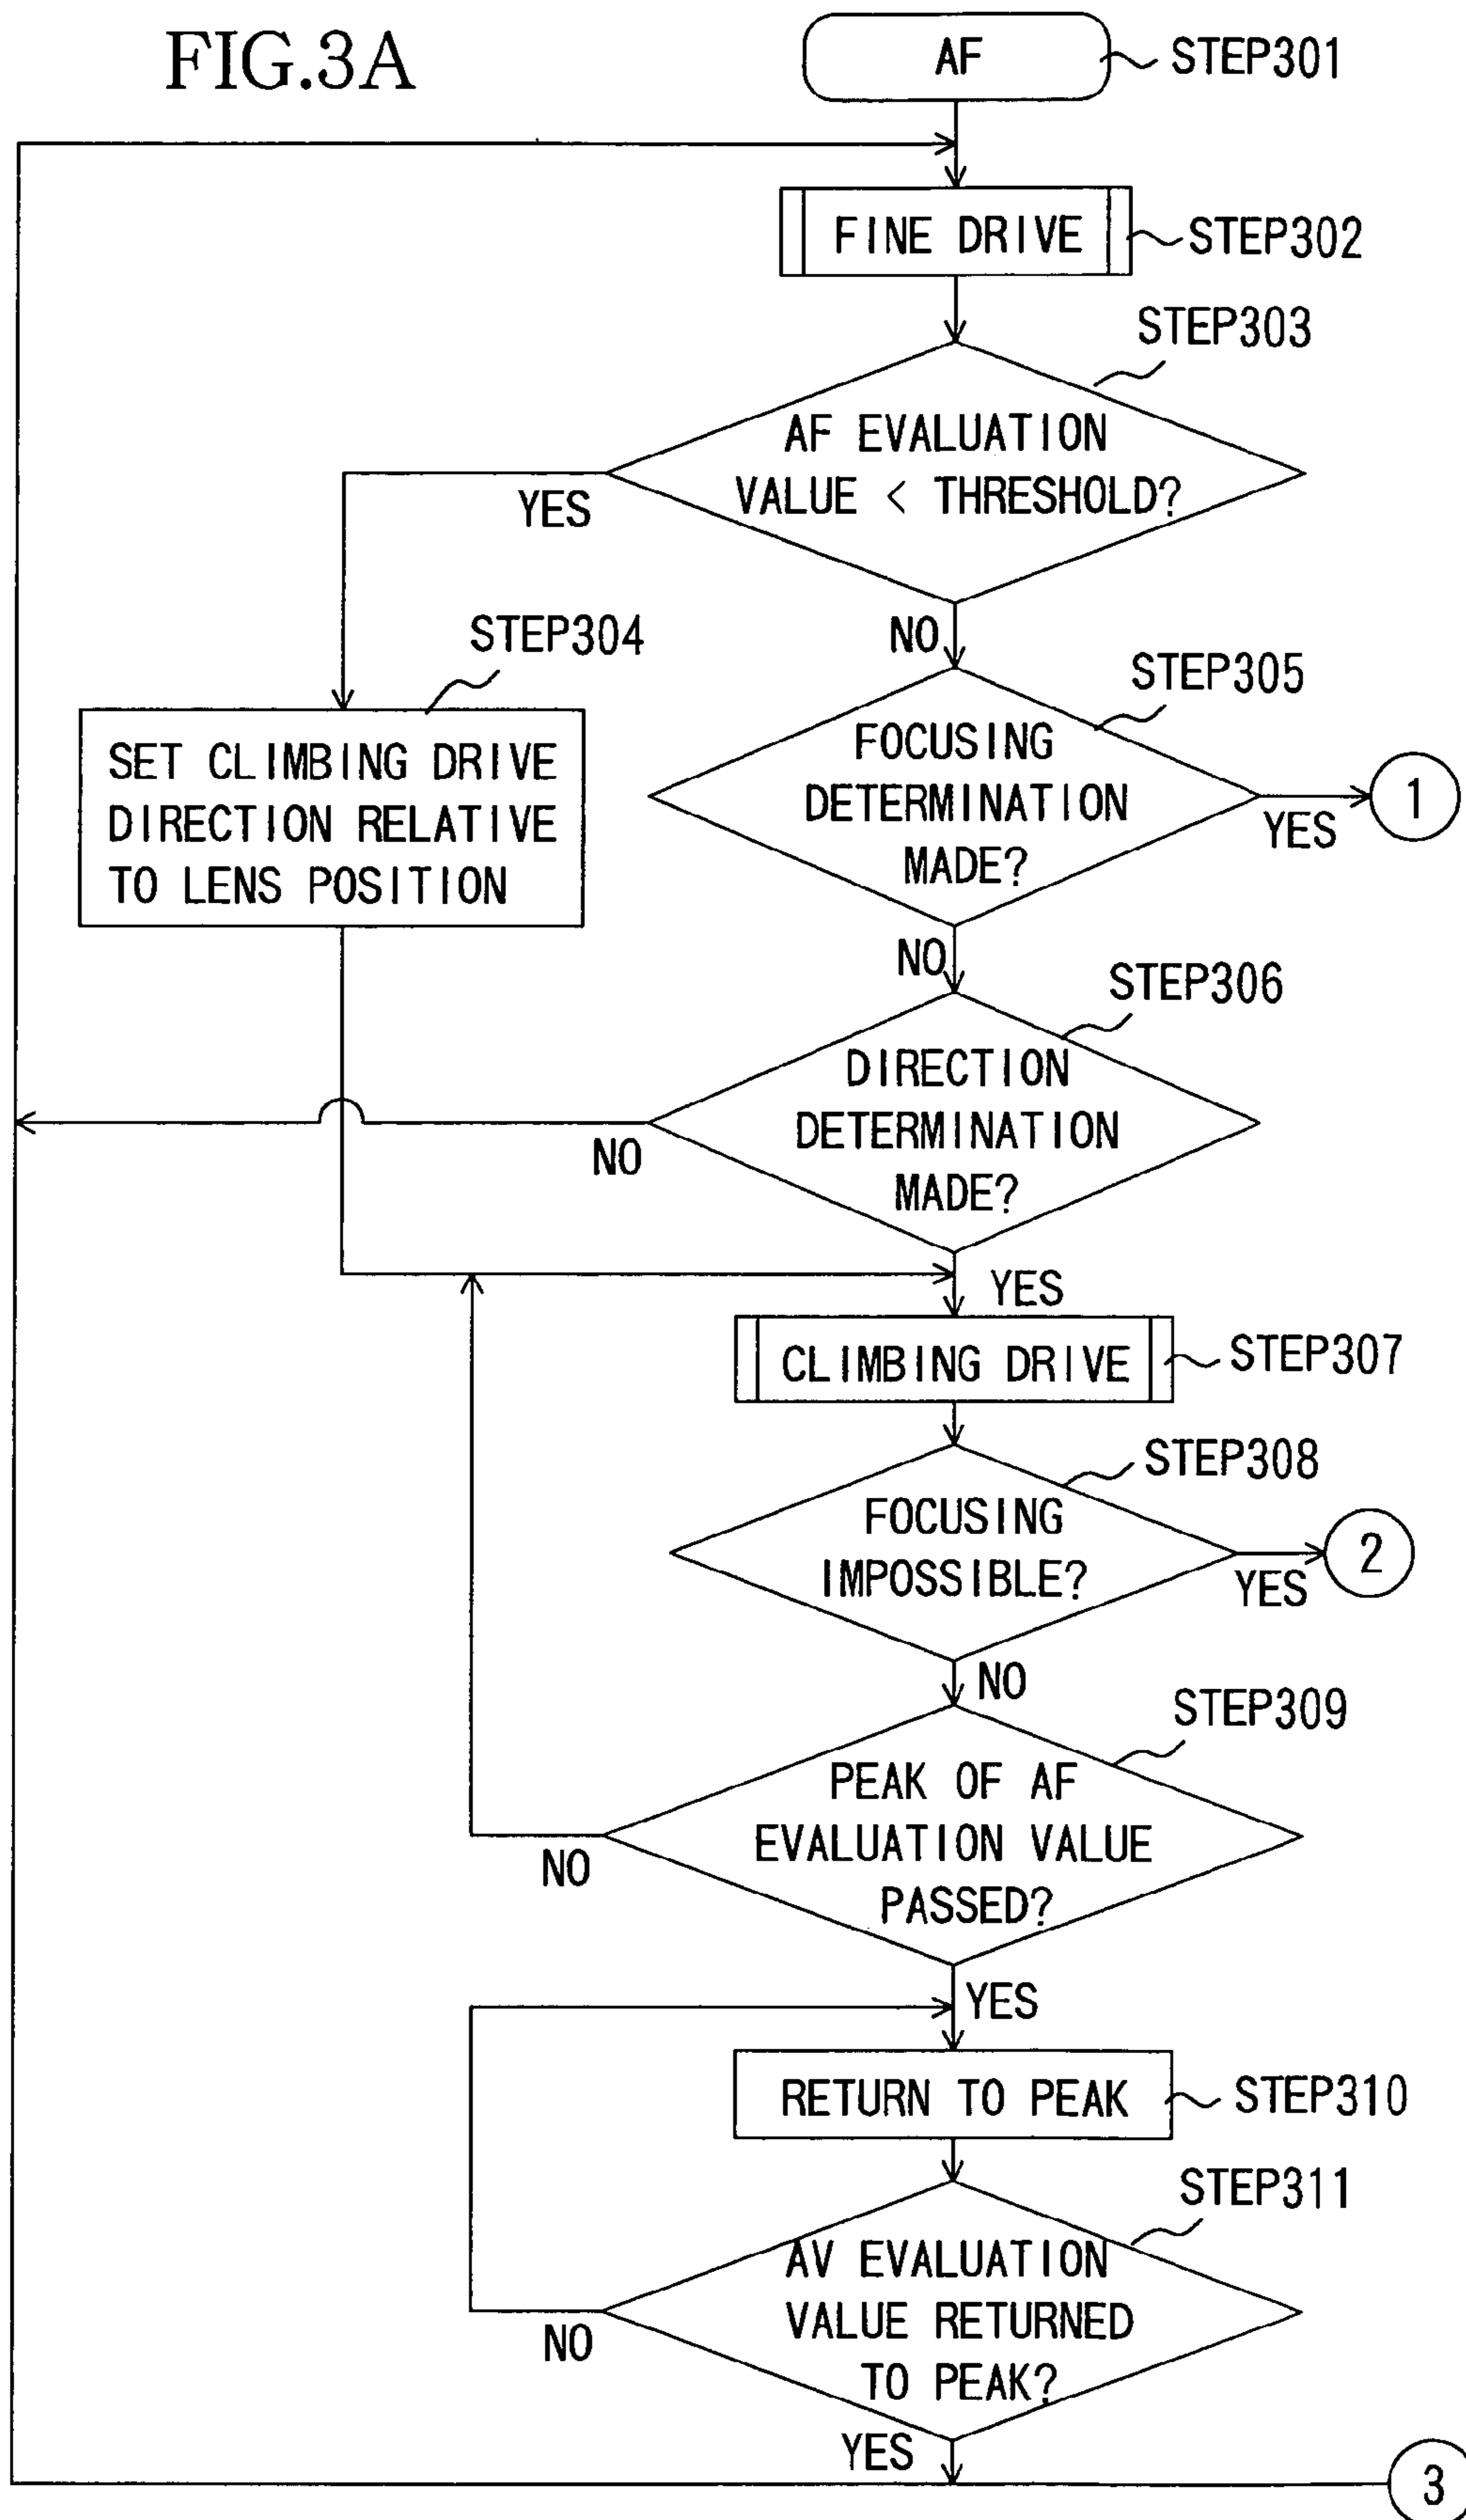 FIG.3A
AF
STEP301
FINE DRIVE
STEP302
STEP303
AF EVALUATION
VALUE < THRESHOLD?
YES
NO
STEP304
SET CLIMBING DRIVE
DIRECTION RELATIVE
TO LENS POSITION
STEP305
FOCUSING
DETERMINATION
MADE?
YES
1
NO
STEP306
DIRECTION
DETERMINATION
MADE?
NO
YES
CLIMBING DRIVE
STEP307
STEP308
FOCUSING
IMPOSSIBLE?
YES
2
NO
STEP309
PEAK OF AF
EVALUATION VALUE
PASSED?
NO
YES
RETURN TO PEAK
STEP310
STEP311
AV EVALUATION
VALUE RETURNED
TO PEAK?
NO
YES
3